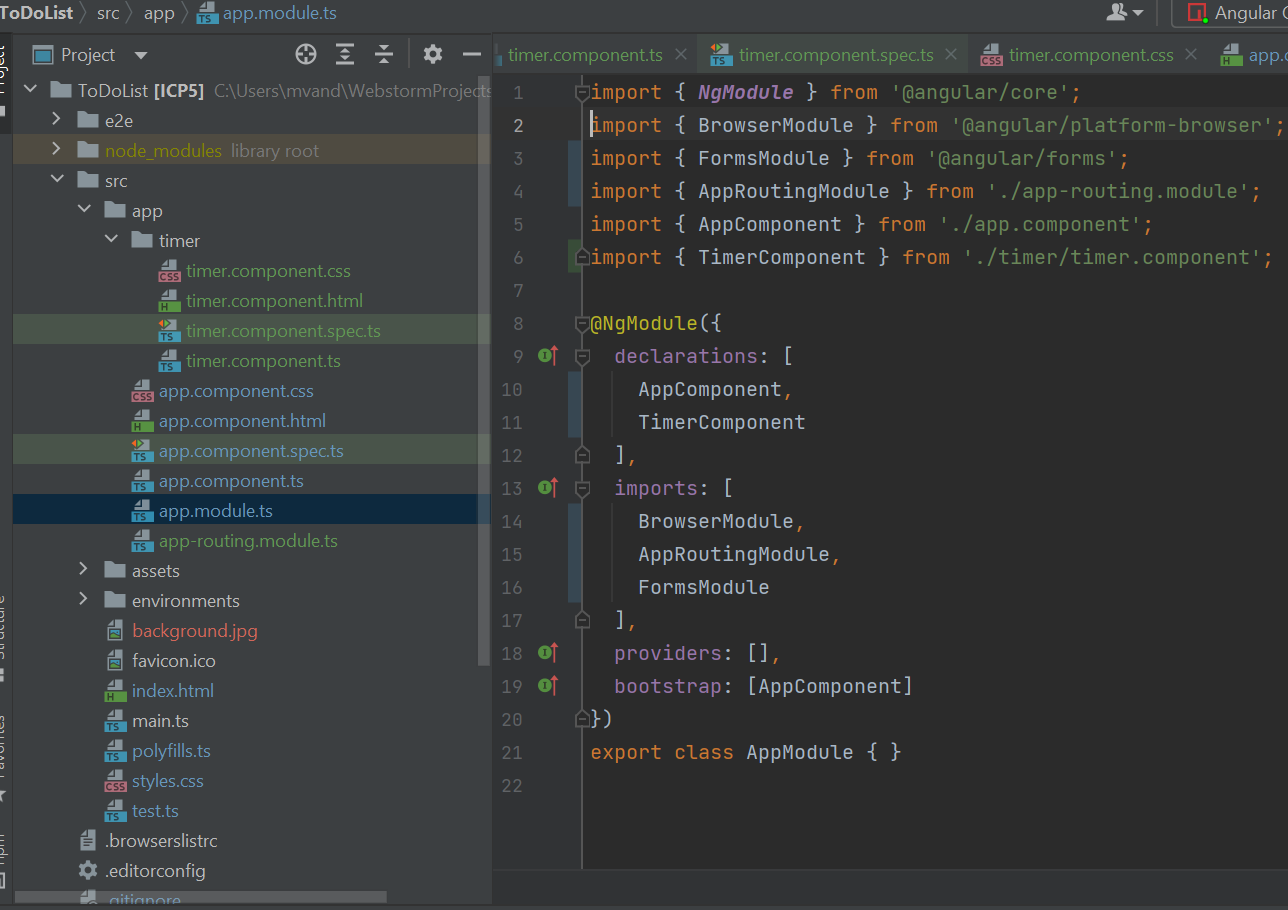 ToDoList src app app.module.ts Angular
Project
ToDoList [ICP5] C:\Users\mvand\WebstormProjects
e2e
node_modules library root
src
app
timer
timer.component.css
timer.component.html
timer.component.spec.ts
timer.component.ts
app.component.css
app.component.html
app.component.spec.ts
app.component.ts
app.module.ts
app-routing.module.ts
assets
environments
background.jpg
favicon.ico
index.html
main.ts
polyfills.ts
styles.css
test.ts
.browserslistrc
.editorconfig
.gitignore
timer.component.ts timer.component.spec.ts timer.component.css
1 import { NgModule } from '@angular/core';
2 import { BrowserModule } from '@angular/platform-browser';
3 import { FormsModule } from '@angular/forms';
4 import { AppRoutingModule } from './app-routing.module';
5 import { AppComponent } from './app.component';
6 import { TimerComponent } from './timer/timer.component';
7
8 @NgModule({
9 declarations: [
10 AppComponent,
11 TimerComponent
12 ],
13 imports: [
14 BrowserModule,
15 AppRoutingModule,
16 FormsModule
17 ],
18 providers: [],
19 bootstrap: [AppComponent]
20 })
21 export class AppModule { }
22